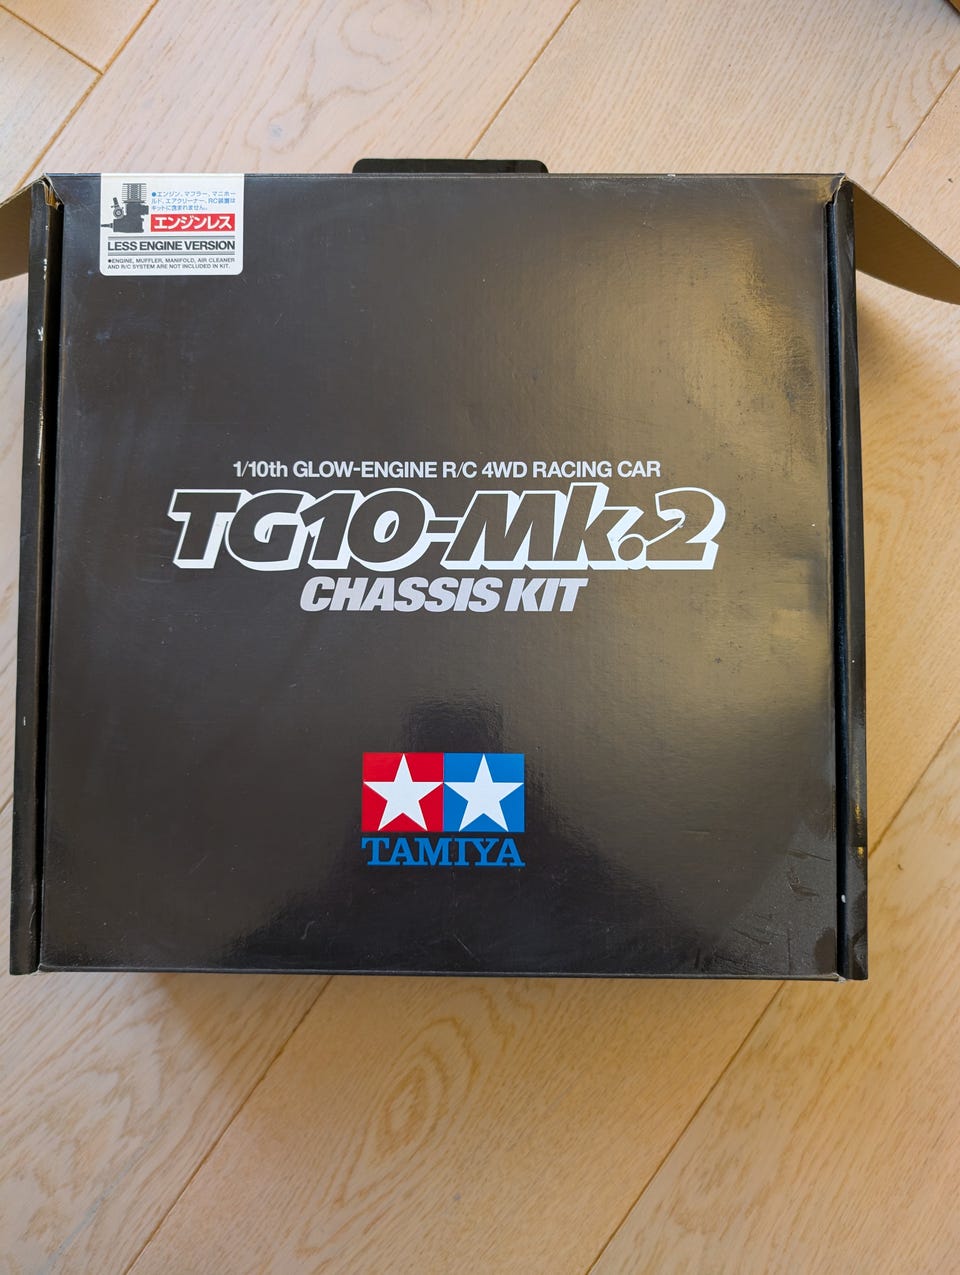 ●エンジン、マフラー、マニホー
ルド、エアクリーナー、RC装置は
キットに含まれません。
エンジンレス
LESS ENGINE VERSION
●ENGINE, MUFFLER, MANIFOLD, AIR CLEANER
AND R/C SYSTEM ARE NOT INCLUDED IN KIT.
1/10th GLOW-ENGINE R/C 4WD RACING CAR
TG10-Mk.2
CHASSIS KIT
TAMIYA